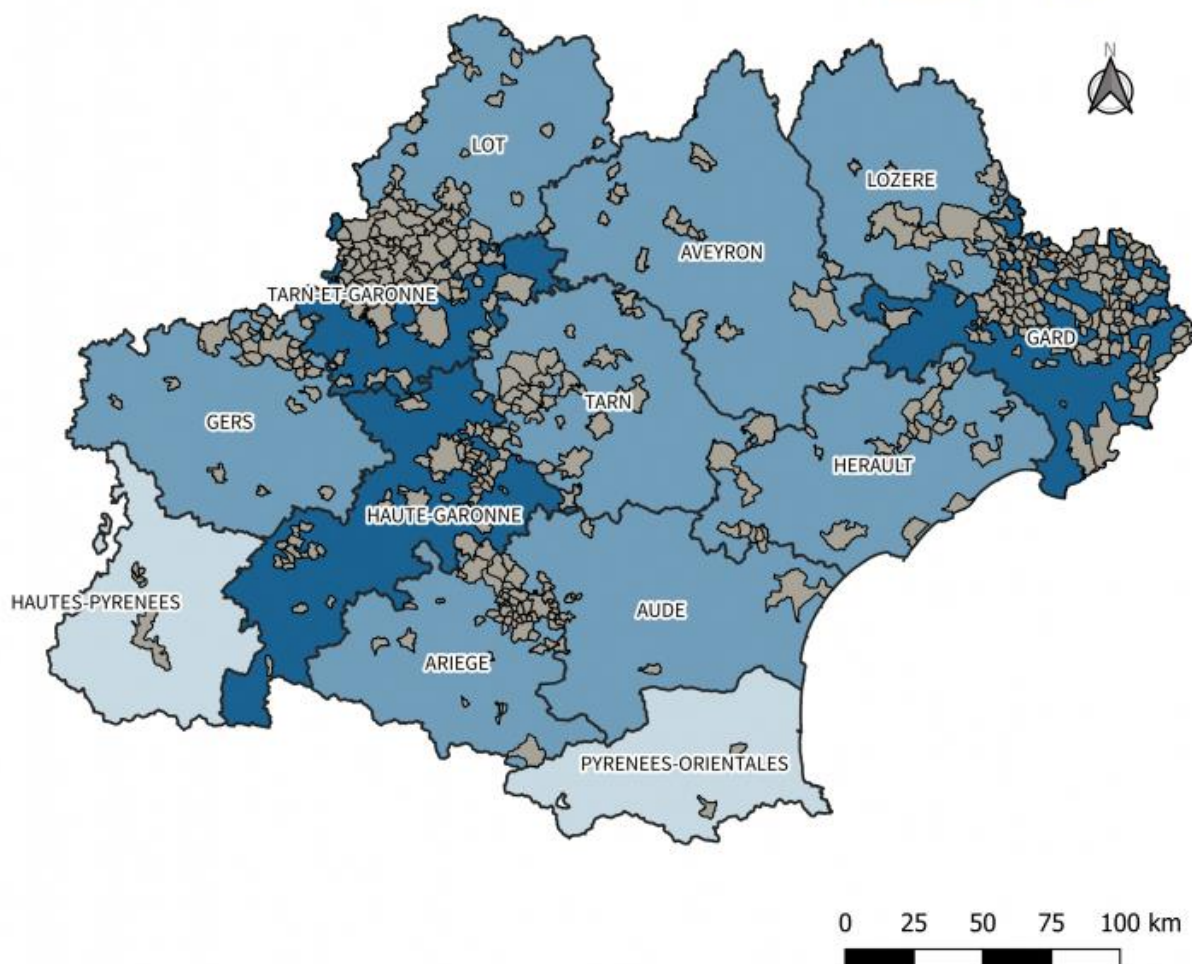 N
LOT
LOZERE
AVEYRON
TARN-ET-GARONNE
GARD
TARN
GERS
HERAULT
HAUTE-GARONNE
HAUTES-PYRENEES
AUDE
ARIEGE
PYRENEES-ORIENTALES
0 25 50 75 100 km